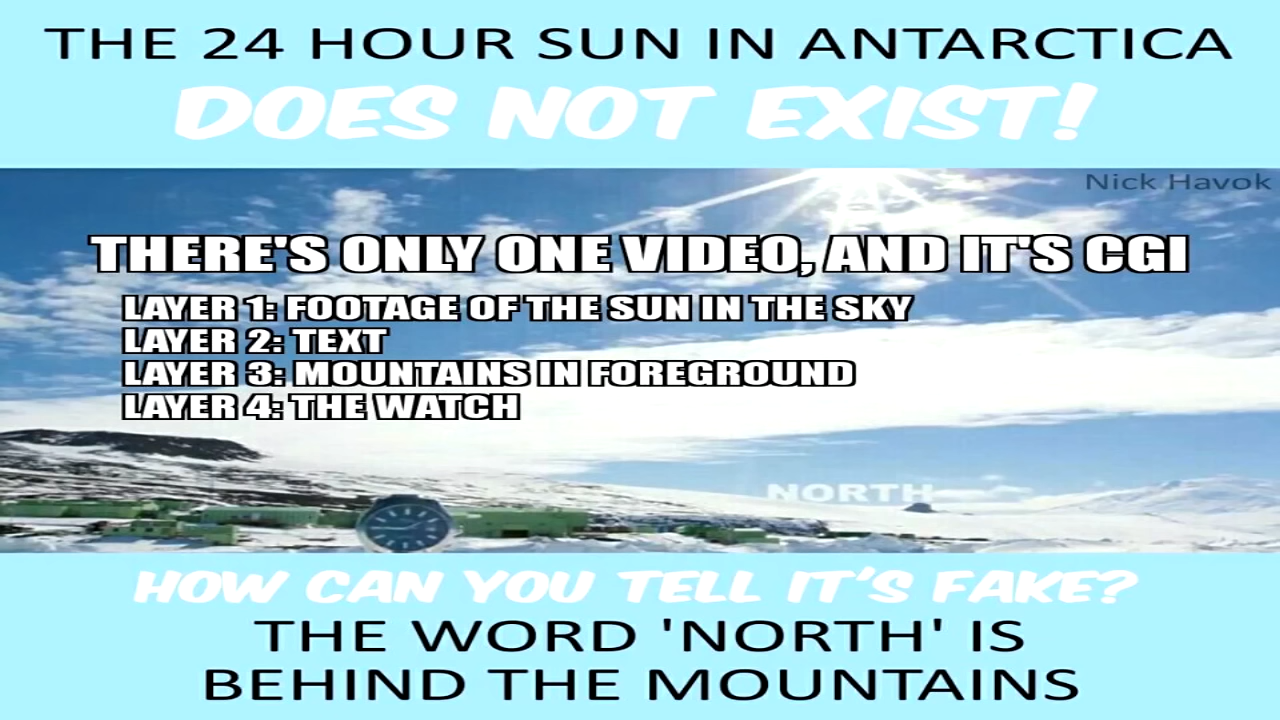 THE 24 HOUR SUN IN ANTARCTICA
DOES NOT EXIST!
Nick Havok
THERE'S ONLY ONE VIDEO, AND IT'S CGI
LAYER 1: FOOTAGE OF THE SUN IN THE SKY
LAYER 2: TEXT
LAYER 3: MOUNTAINS IN FOREGROUND
LAYER 4: THE WATCH
NORTH
HOW CAN YOU TELL IT'S FAKE?
THE WORD 'NORTH' IS
BEHIND THE MOUNTAINS